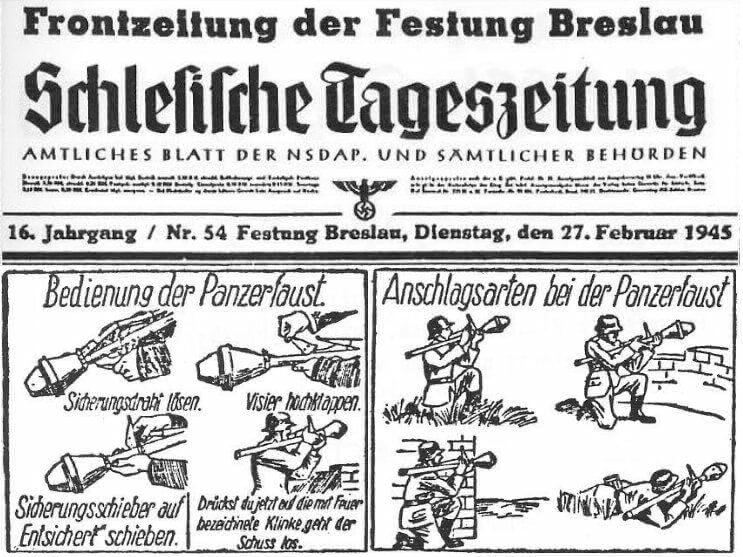 Frontzeitung der Festung Breslau
Schlesische Tageszeitung
AMTLICHES BLATT DER NSDAP. UND SÄMTLICHER BEHÖRDEN
16. Jahrgang / Nr. 54 Festung Breslau, Dienstag, den 27. Februar 1945
Bedienung der Panzerfaust.
Sicherungsdraht lösen.
Visier hochklappen.
Sicherungsschieber auf
„Entsichert" schieben.
Drückst du jetzt auf die mit Feuer
bezeichnete Klinke, geht der
Schuss los.
Anschlagsarten bei der Panzerfaust